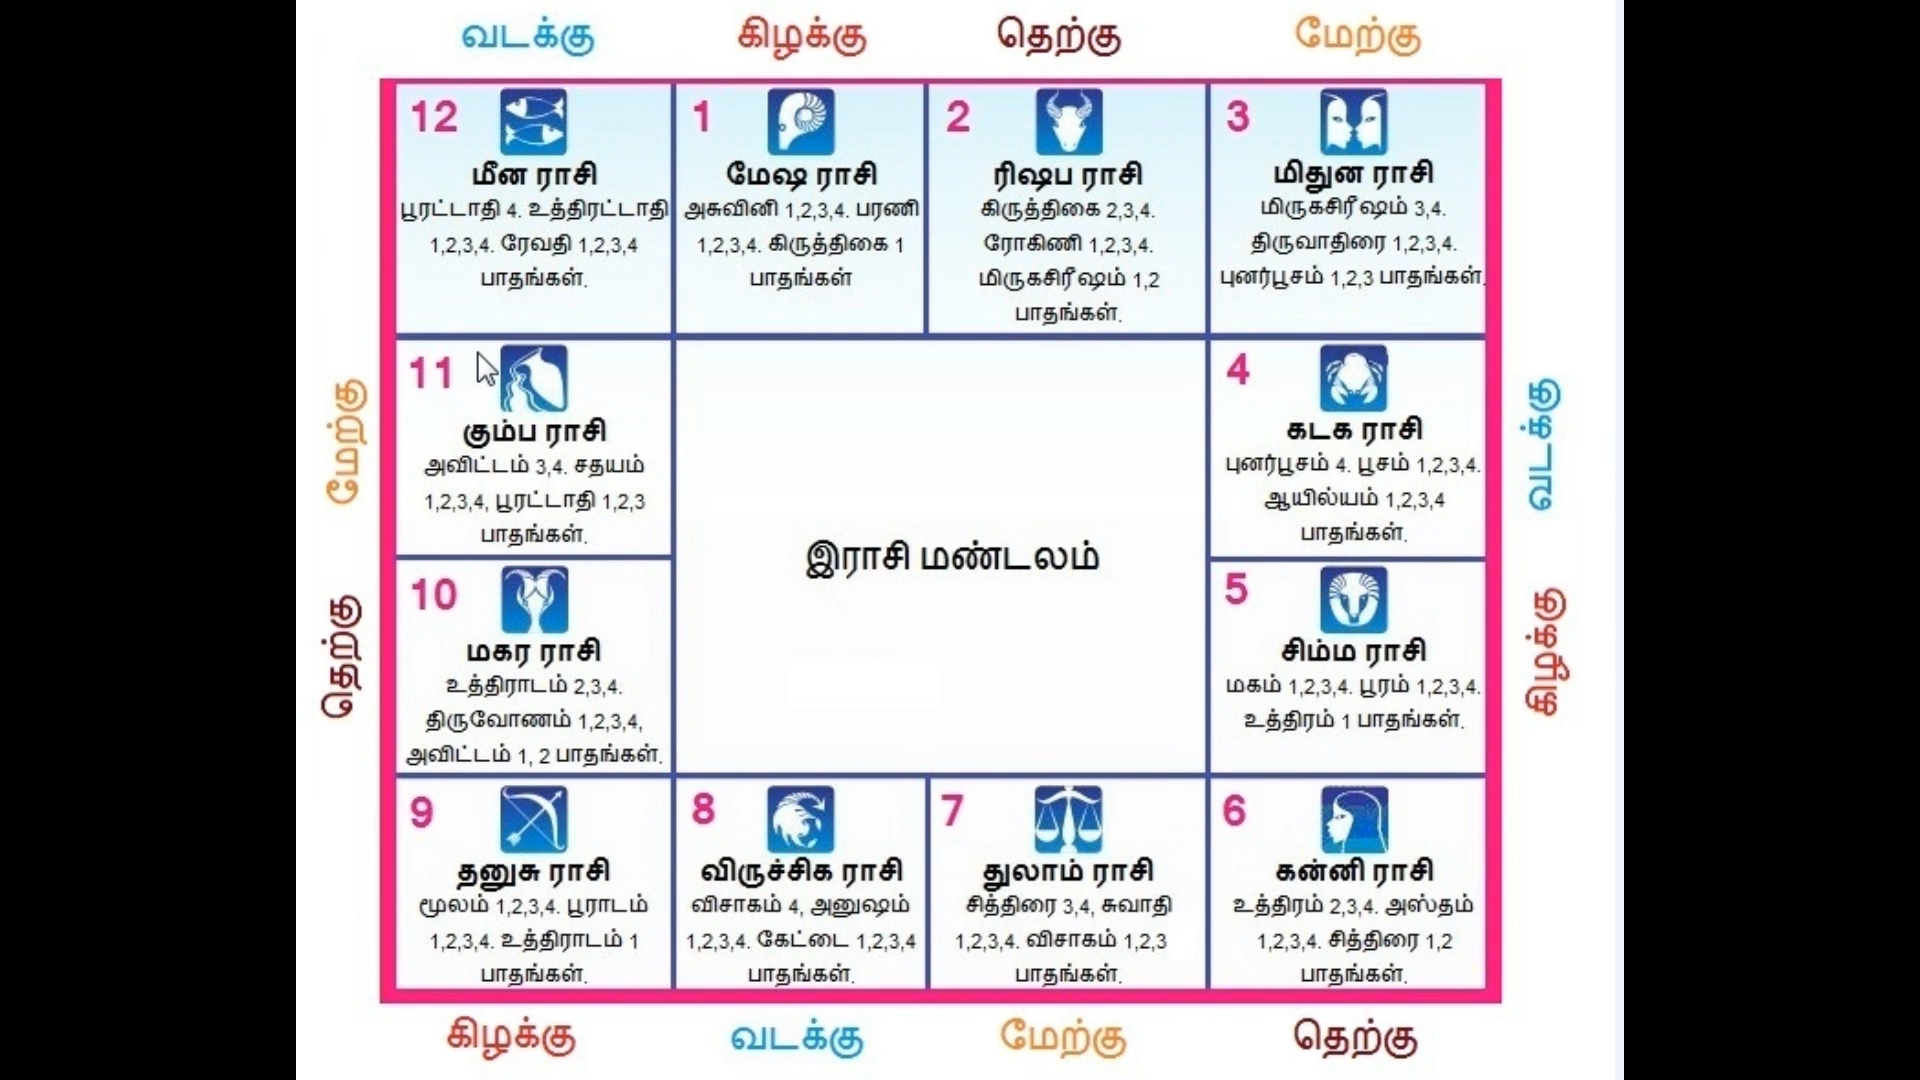 வடக்கு கிழக்கு தெற்கு மேற்கு
12
மீன ராசி
பூரட்டாதி 4. உத்திரட்டாதி
1,2,3,4. ரேவதி 1,2,3,4
பாதங்கள்.
1
மேஷ ராசி
அசுவினி 1,2,3,4. பரணி
1,2,3,4. கிருத்திகை 1
பாதங்கள்
2
ரிஷப ராசி
கிருத்திகை 2,3,4.
ரோகிணி 1,2,3,4.
மிருகசிரீஷம் 1,2
பாதங்கள்.
3
மிதுன ராசி
மிருகசிரீஷம் 3,4.
திருவாதிரை 1,2,3,4.
புனர்பூசம் 1,2,3 பாதங்கள்.
மேற்கு
11
கும்ப ராசி
அவிட்டம் 3,4. சதயம்
1,2,3,4, பூரட்டாதி 1,2,3
பாதங்கள்.
4
கடக ராசி
புனர்பூசம் 4. பூசம் 1,2,3,4.
ஆயில்யம் 1,2,3,4
பாதங்கள்.
வடக்கு
இராசி மண்டலம்
தெற்கு
10
மகர ராசி
உத்திராடம் 2,3,4.
திருவோணம் 1,2,3,4,
அவிட்டம் 1, 2 பாதங்கள்.
5
சிம்ம ராசி
மகம் 1,2,3,4. பூரம் 1,2,3,4.
உத்திரம் 1 பாதங்கள்.
கிழக்கு
9
தனுசு ராசி
மூலம் 1,2,3,4. பூராடம்
1,2,3,4. உத்திராடம் 1
பாதங்கள்.
8
விருச்சிக ராசி
விசாகம் 4, அனுஷம்
1,2,3,4. கேட்டை 1,2,3,4
பாதங்கள்.
7
துலாம் ராசி
சித்திரை 3,4, சுவாதி
1,2,3,4. விசாகம் 1,2,3
பாதங்கள்.
6
கன்னி ராசி
உத்திரம் 2,3,4. அஸ்தம்
1,2,3,4. சித்திரை 1,2
பாதங்கள்.
கிழக்கு வடக்கு மேற்கு தெற்கு